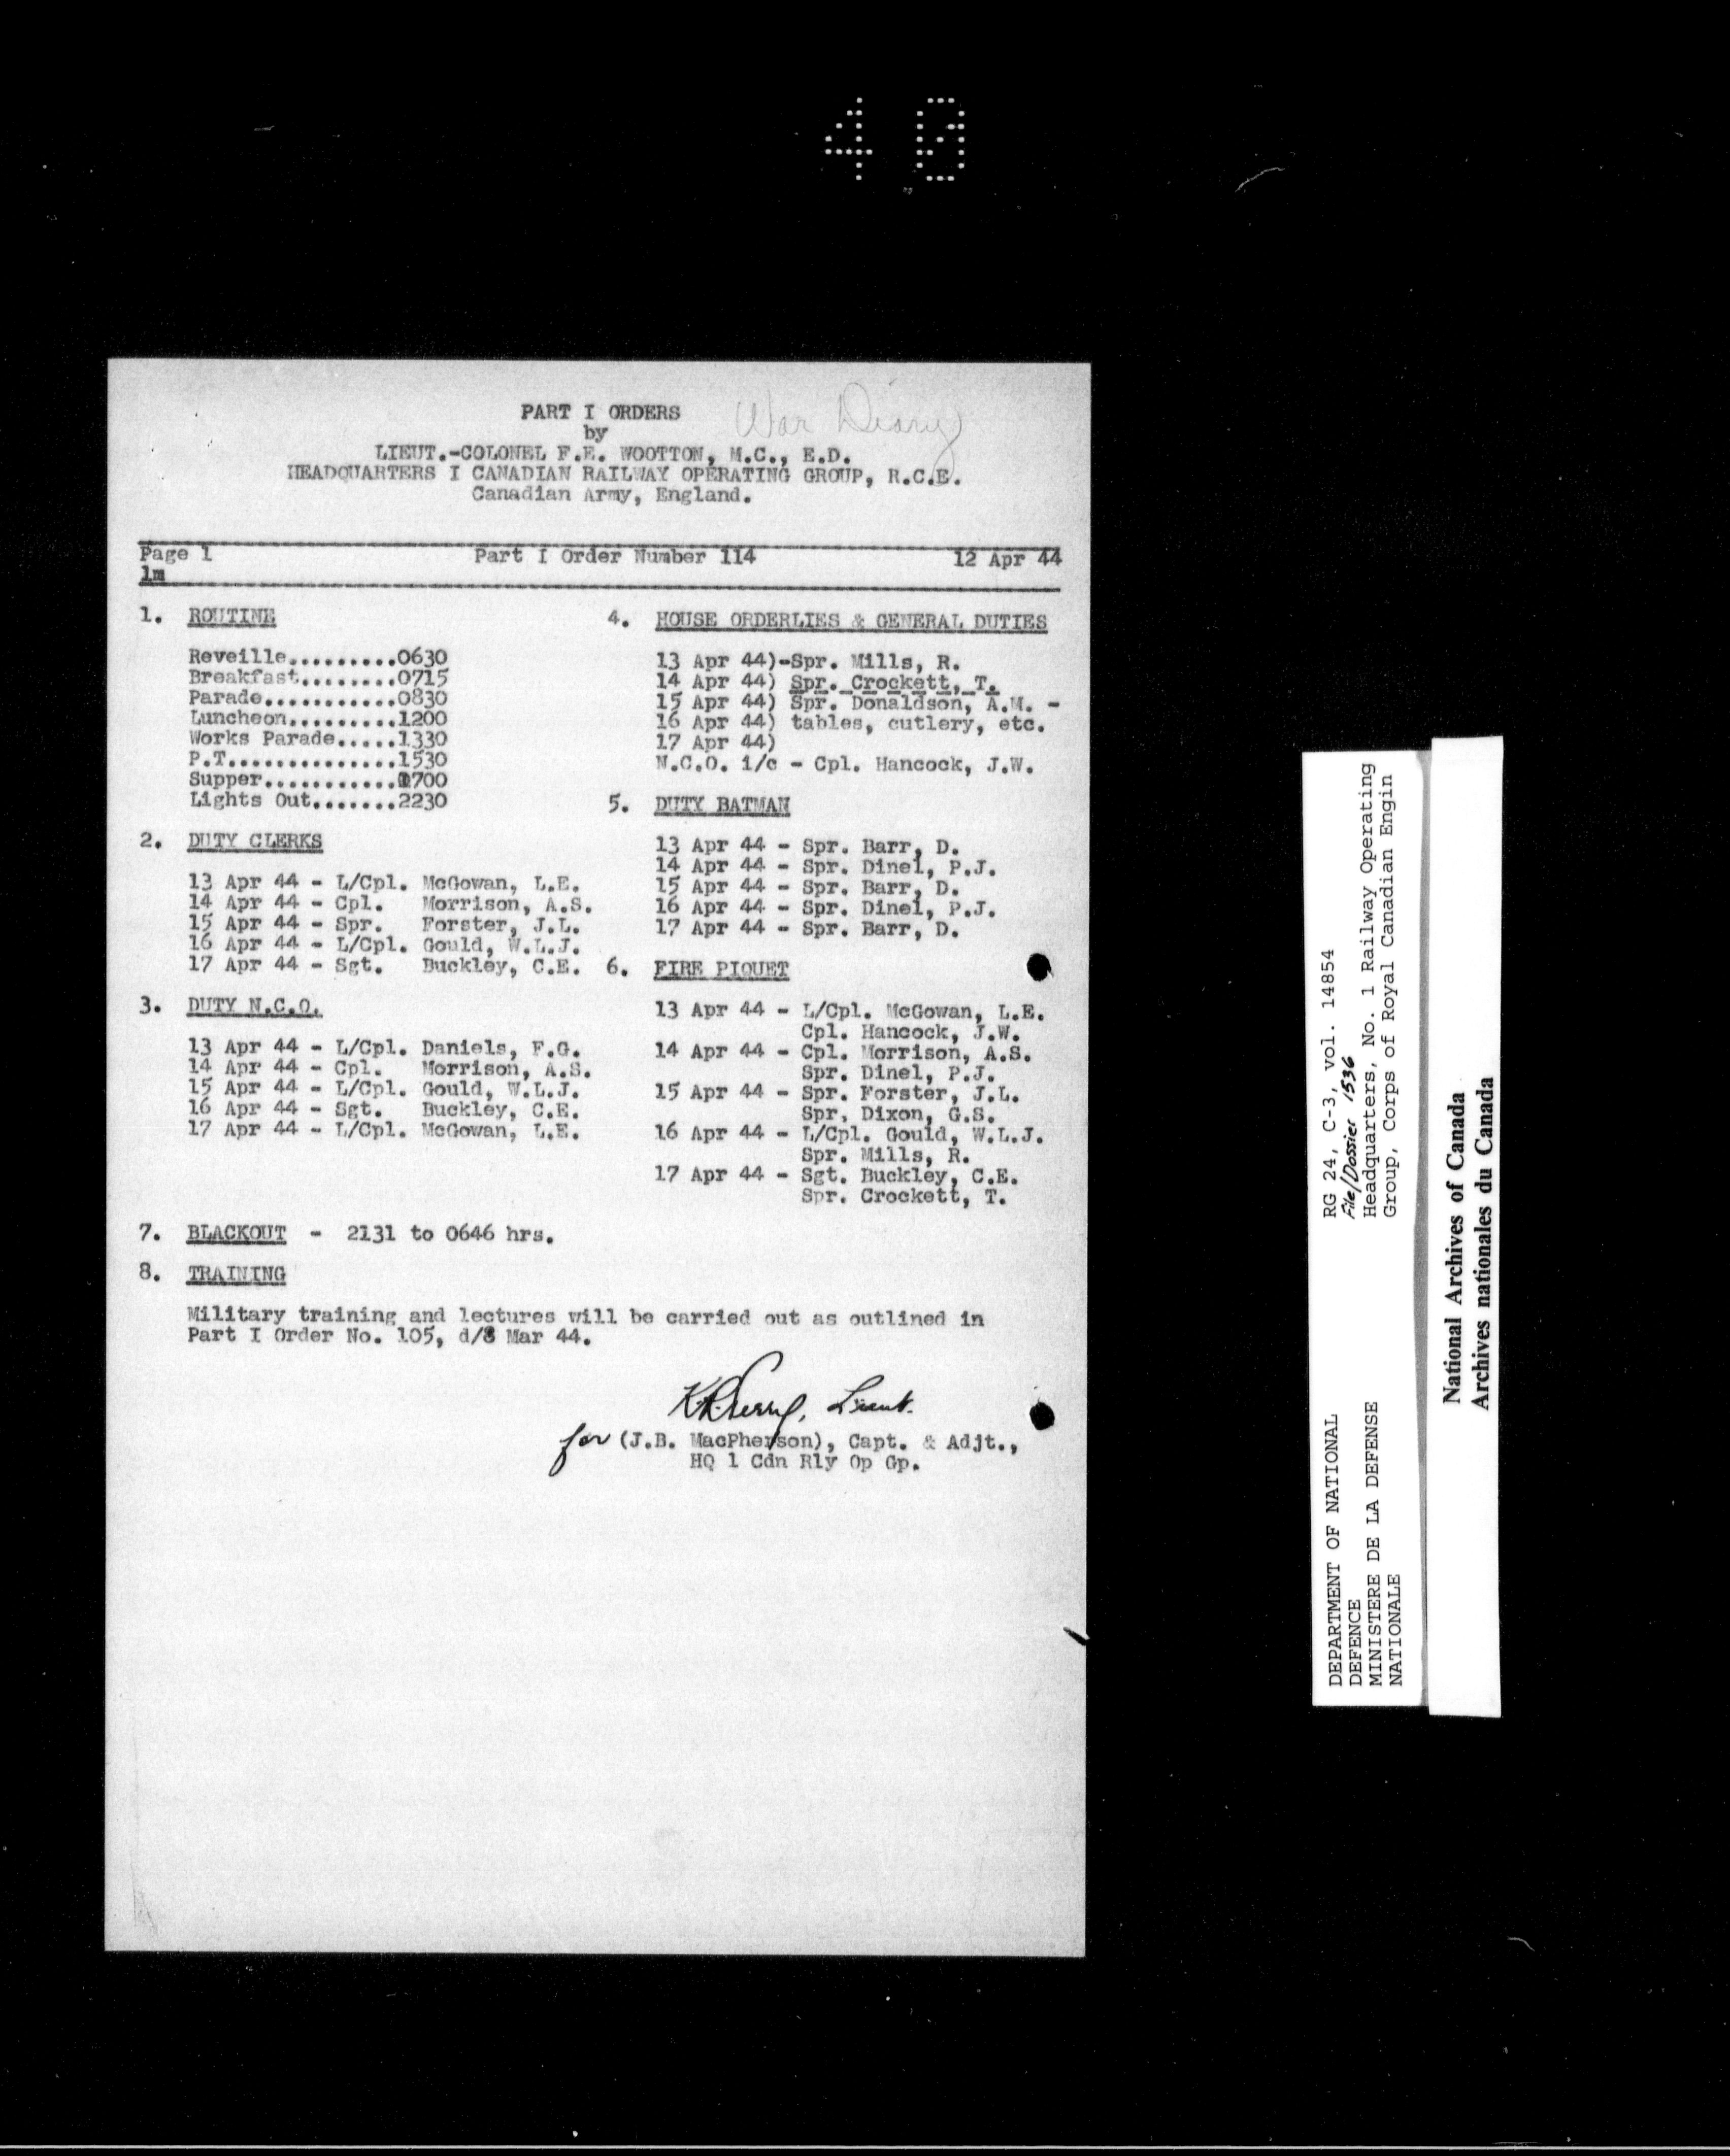 40
PART I ORDERS
War Diary
by
LIEUT.-COLONEL F.E. WOOTTON, M.C., E.D.
HEADQUARTERS I CANADIAN RAILWAY OPERATING GROUP, R.C.E.
Canadian Army, England.
Page 1 Part I Order Number 114 12 Apr 44
lm
1. ROUTINE
Reveille.........0630
Breakfast........0715
Parade...........0830
Luncheon.........1200
Works Parade.....1330
P.T..............1530
Supper...........1700
Lights Out.......2230
2. DUTY CLERKS
13 Apr 44 - L/Cpl. McGowan, L.E.
14 Apr 44 - Cpl. Morrison, A.S.
15 Apr 44 - Spr. Forster, J.L.
16 Apr 44 - L/Cpl. Gould, W.L.J.
17 Apr 44 - Sgt. Buckley, C.E.
3. DUTY N.C.O.
13 Apr 44 - L/Cpl. Daniels, F.G.
14 Apr 44 - Cpl. Morrison, A.S.
15 Apr 44 - L/Cpl. Gould, W.L.J.
16 Apr 44 - Sgt. Buckley, C.E.
17 Apr 44 - L/Cpl. McGowan, L.E.
4. HOUSE ORDERLIES & GENERAL DUTIES
13 Apr 44)-Spr. Mills, R.
14 Apr 44) Spr. Crockett, T.
15 Apr 44) Spr. Donaldson, A.M. -
16 Apr 44) tables, cutlery, etc.
17 Apr 44)
N.C.O. i/c - Cpl. Hancock, J.W.
5. DUTY BATMAN
13 Apr 44 - Spr. Barr, D.
14 Apr 44 - Spr. Dinel, P.J.
15 Apr 44 - Spr. Barr, D.
16 Apr 44 - Spr. Dinel, P.J.
17 Apr 44 - Spr. Barr, D.
6. FIRE PIQUET
13 Apr 44 - L/Cpl. McGowan, L.E.
Cpl. Hancock, J.W.
14 Apr 44 - Cpl. Morrison, A.S.
Spr. Dinel, P.J.
15 Apr 44 - Spr. Forster, J.L.
Spr. Dixon, G.S.
16 Apr 44 - L/Cpl. Gould, W.L.J.
Spr. Mills, R.
17 Apr 44 - Sgt. Buckley, C.E.
Spr. Crockett, T.
7. BLACKOUT - 2131 to 0646 hrs.
8. TRAINING
Military training and lectures will be carried out as outlined in
Part I Order No. 105, d/8 Mar 44.
Lieut.
for (J.B. MacPherson), Capt. & Adjt.,
HQ 1 Cdn Rly Op Gp.
DEPARTMENT OF NATIONAL
DEFENCE
MINISTERE DE LA DEFENSE
NATIONALE
RG 24, C-3, vol. 14854
File/Dossier 1536
Headquarters, No. 1 Railway Operating
Group, Corps of Royal Canadian Engin
National Archives of Canada
Archives nationales du Canada